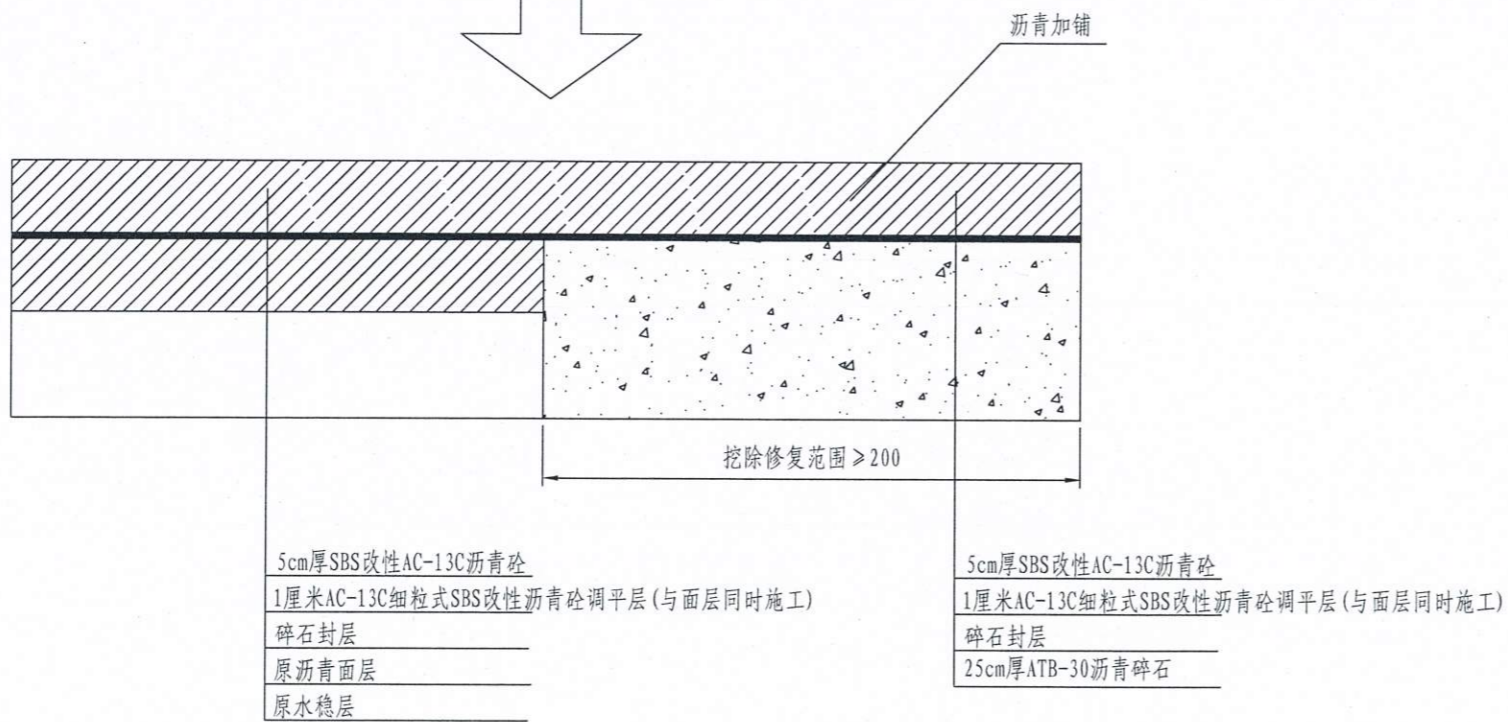 沥青加铺
挖除修复范围≥200
5cm厚SBS改性AC-13C沥青砼
1厘米AC-13C细粒式SBS改性沥青砼调平层(与面层同时施工)
碎石封层
原沥青面层
原水稳层
5cm厚SBS改性AC-13C沥青砼
1厘米AC-13C细粒式SBS改性沥青砼调平层(与面层同时施工)
碎石封层
25cm厚ATB-30沥青碎石